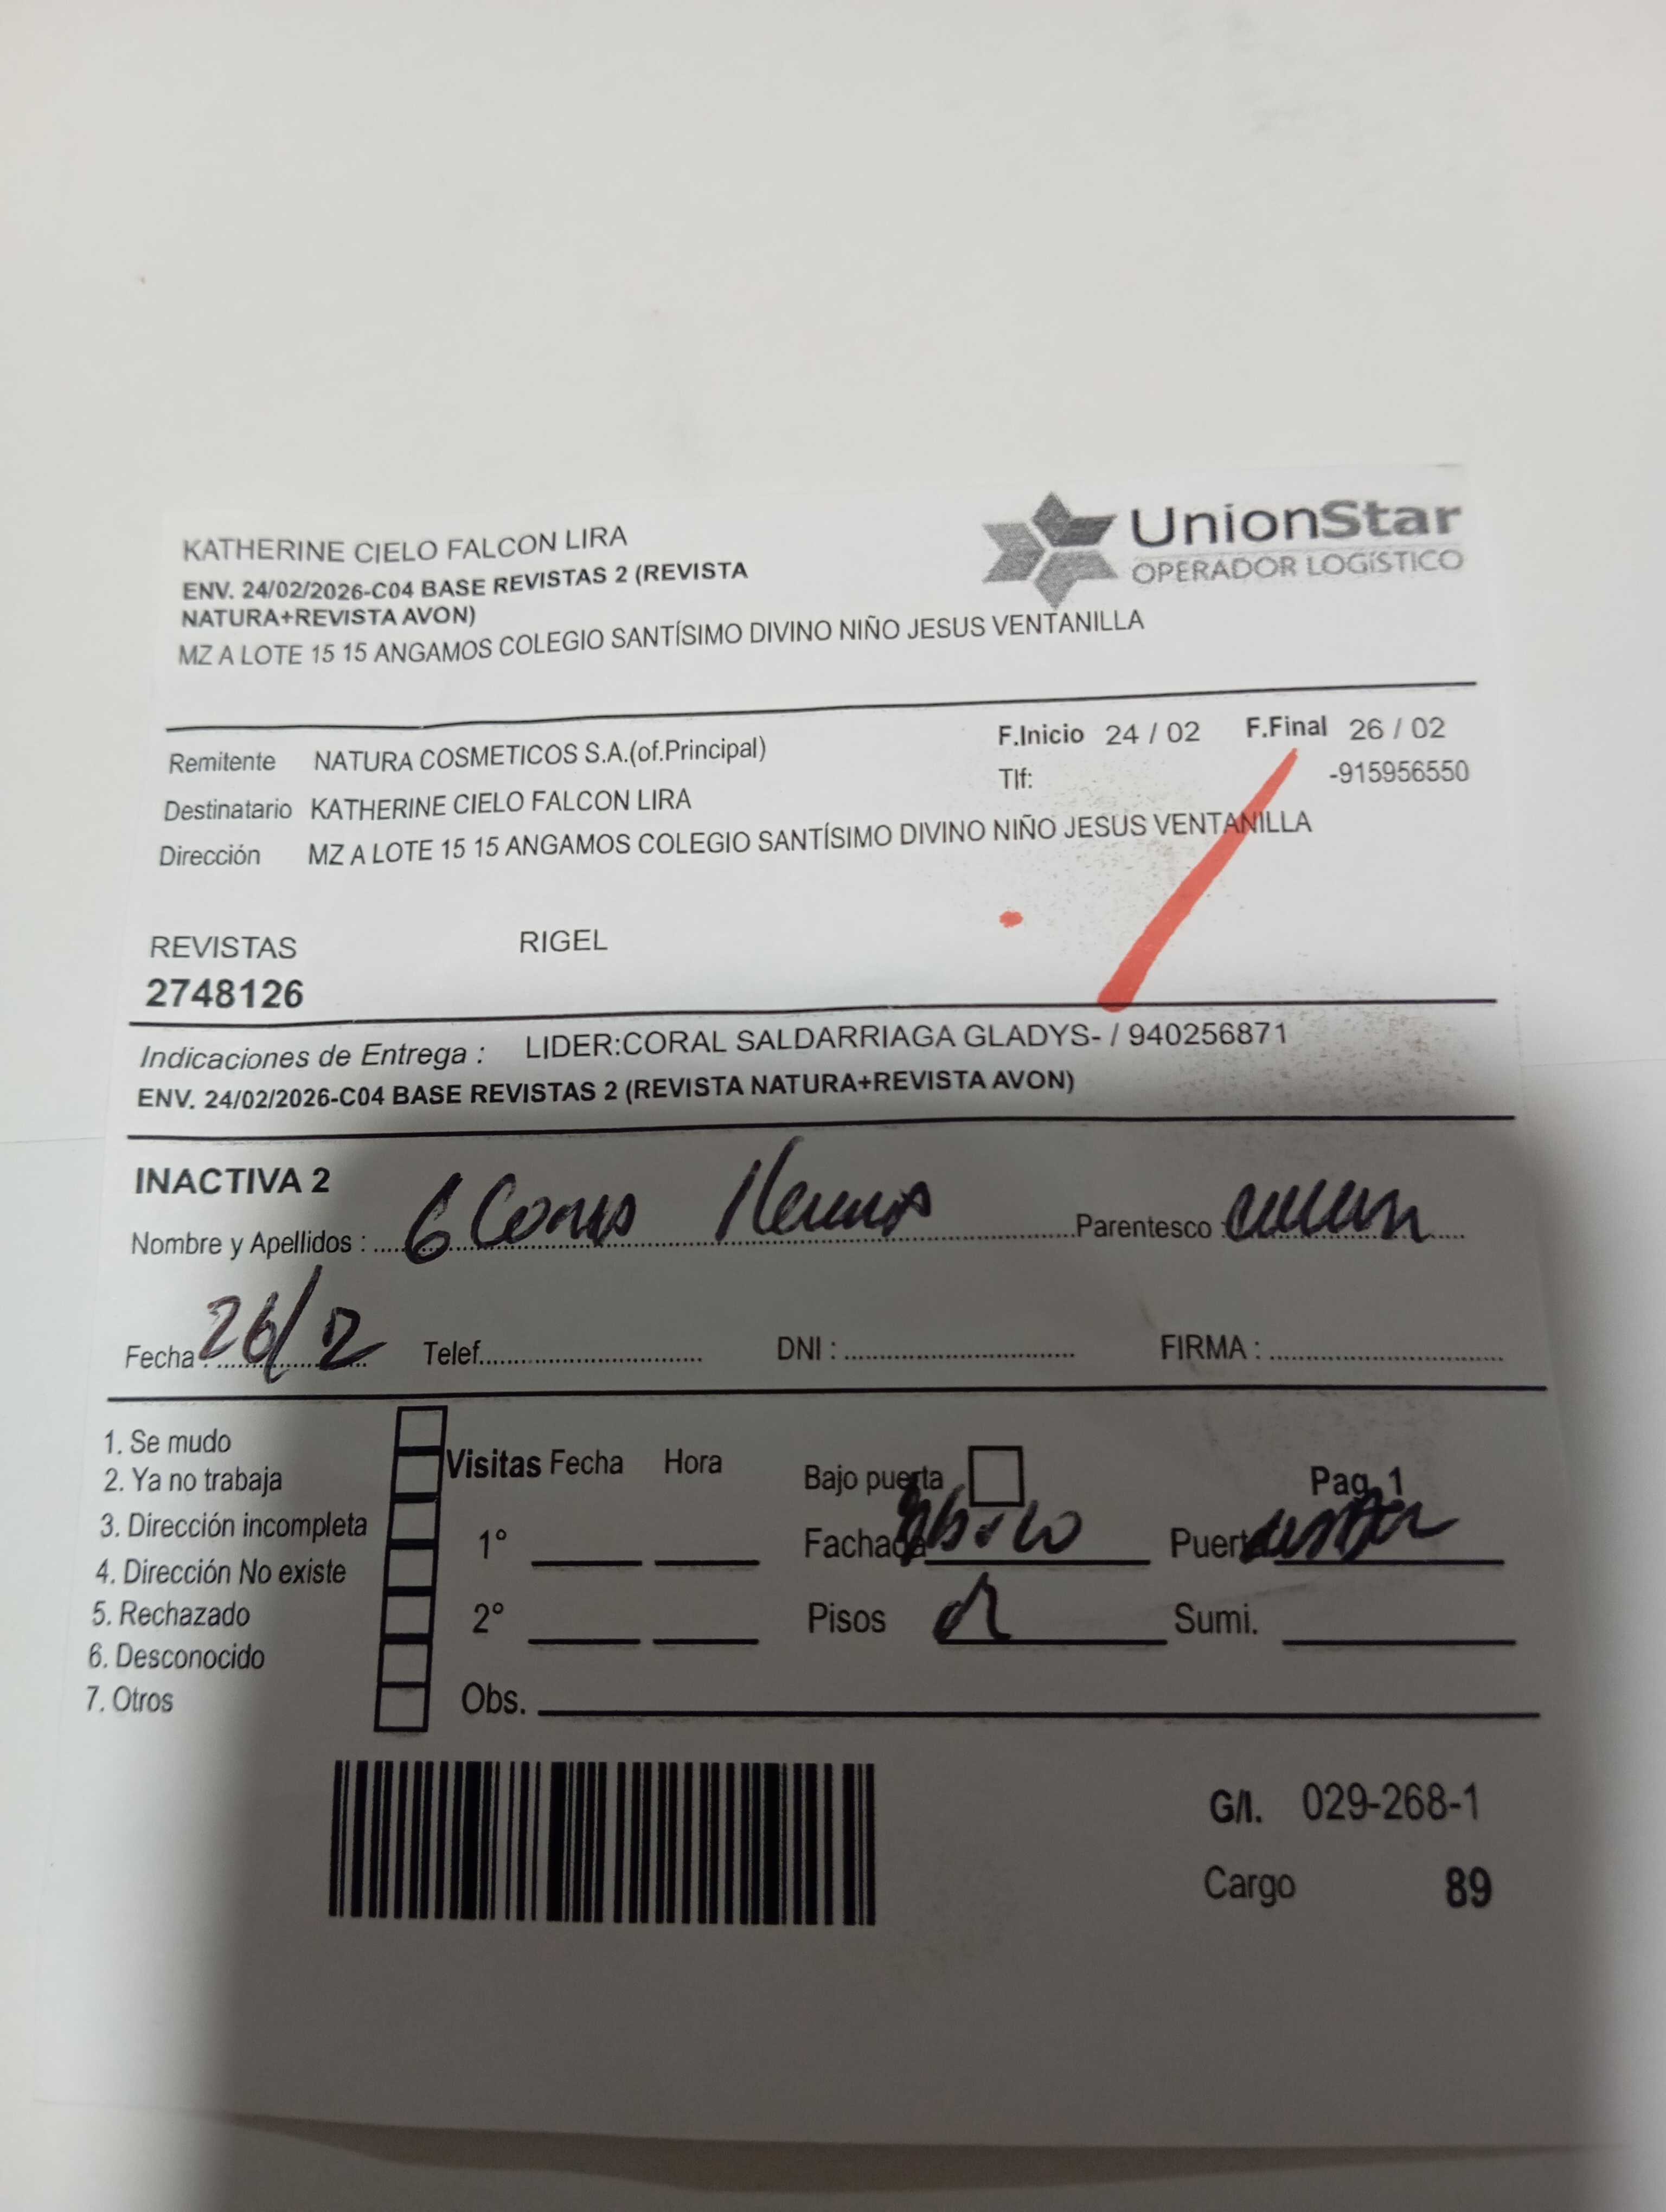 KATHERINE CIELO FALCON LIRA
ENV. 24/02/2026-C04 BASE REVISTAS 2 (REVISTA
NATURA+REVISTA AVON)
MZ A LOTE 15 15 ANGAMOS COLEGIO SANTÍSIMO DIVINO NIÑO JESUS VENTANILLA
UnionStar
OPERADOR LOGÍSTICO
Remitente NATURA COSMETICOS S.A.(of.Principal)
F.Inicio 24 / 02 F.Final 26 / 02
Tlf: -915956550
Destinatario KATHERINE CIELO FALCON LIRA
Dirección MZ A LOTE 15 15 ANGAMOS COLEGIO SANTÍSIMO DIVINO NIÑO JESUS VENTANILLA
REVISTAS RIGEL
2748126
Indicaciones de Entrega : LIDER:CORAL SALDARRIAGA GLADYS- / 940256871
ENV. 24/02/2026-C04 BASE REVISTAS 2 (REVISTA NATURA+REVISTA AVON)
INACTIVA 2
Nombre y Apellidos : Parentesco
Fecha : 26/2 Telef. DNI : FIRMA :
1. Se mudo
2. Ya no trabaja
3. Dirección incompleta
4. Dirección No existe
5. Rechazado
6. Desconocido
7. Otros
Visitas Fecha Hora
1°
2°
Obs.
Bajo puerta Pag. 1
Fachada Puerta
Pisos Sumi.
G/I. 029-268-1
Cargo 89